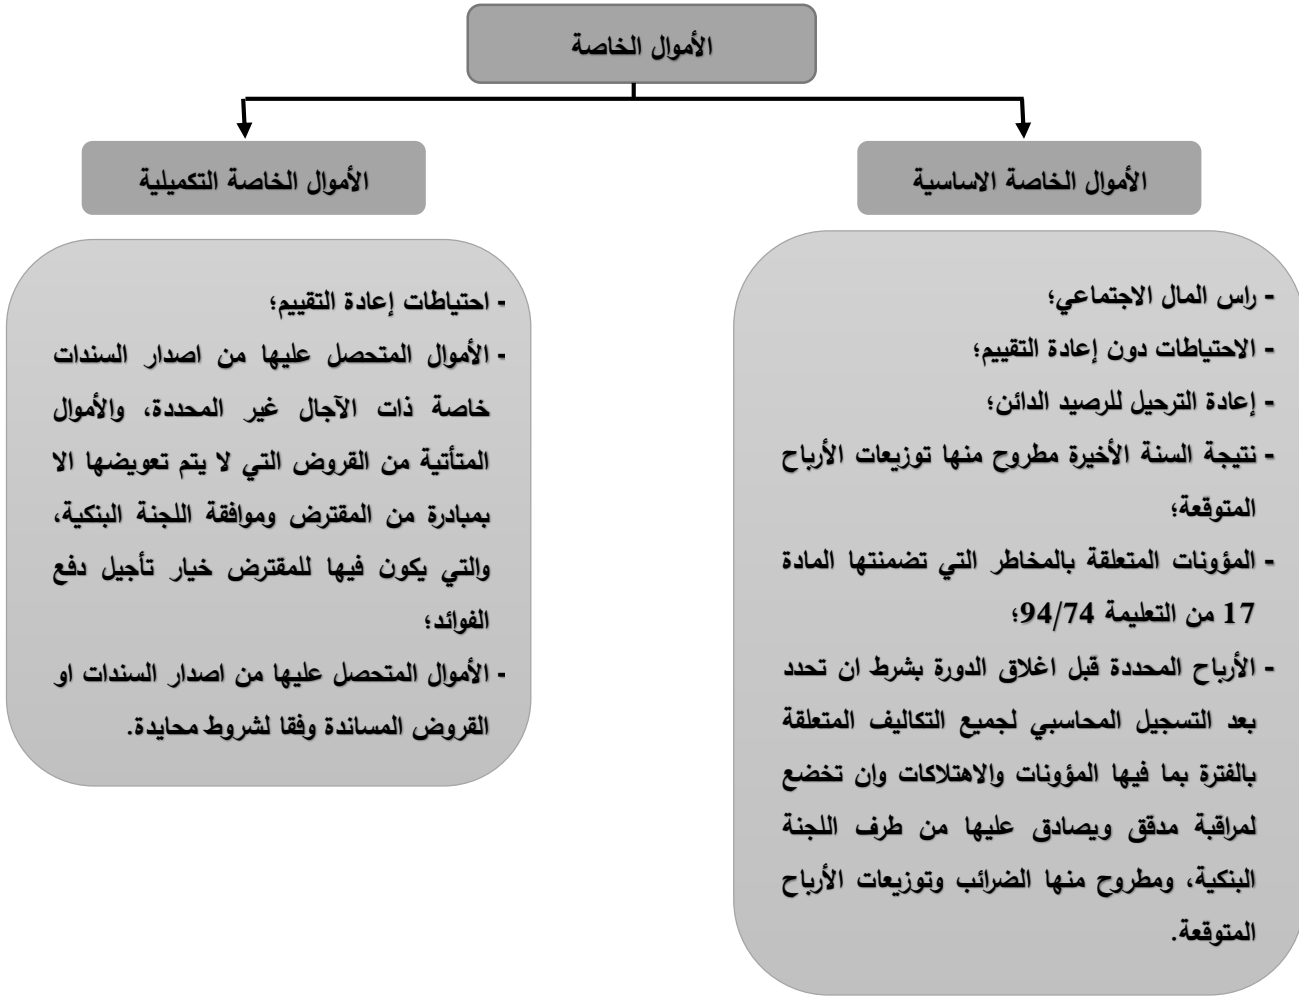 الأموال الخاصة
الأموال الخاصة الاساسية
- راس المال الاجتماعي؛
- الاحتياطات دون إعادة التقييم؛
- إعادة الترحيل للرصيد الدائن؛
- نتيجة السنة الأخيرة مطروح منها توزيعات الأرباح
المتوقعة؛
- المؤونات المتعلقة بالمخاطر التي تضمنتها المادة
17 من التعليمة 94/74؛
- الأرباح المحددة قبل اغلاق الدورة بشرط ان تحدد
بعد التسجيل المحاسبي لجميع التكاليف المتعلقة
بالفترة بما فيها المؤونات والاهتلاكات وان تخضع
لمراقبة مدقق ويصادق عليها من طرف اللجنة
البنكية، ومطروح منها الضرائب وتوزيعات الأرباح
المتوقعة.
الأموال الخاصة التكميلية
- احتياطات إعادة التقييم؛
- الأموال المتحصل عليها من اصدار السندات
خاصة ذات الآجال غير المحددة، والأموال
المتأتية من القروض التي لا يتم تعويضها الا
بمبادرة من المقترض وموافقة اللجنة البنكية،
والتي يكون فيها للمقترض خيار تأجيل دفع
الفوائد؛
- الأموال المتحصل عليها من اصدار السندات او
القروض المساندة وفقا لشروط محايدة.